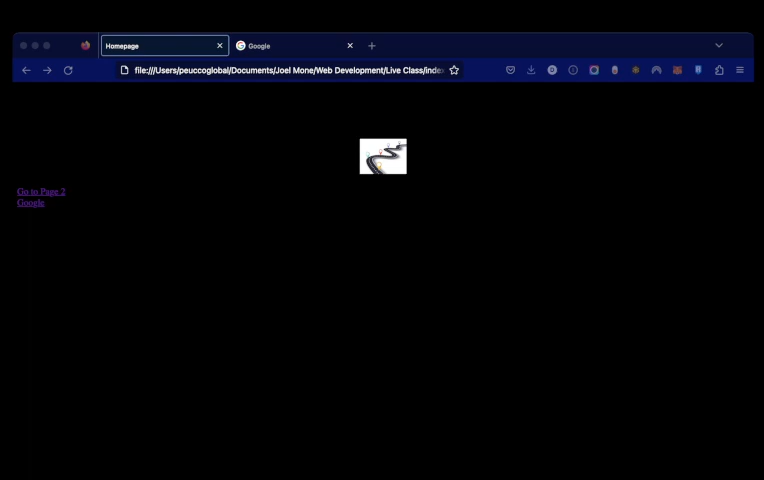 Homepage
Google
file:///Users/peuccoglobal/Documents/Joel Mone/Web Development/Live Class/index
Go to Page 2
Google